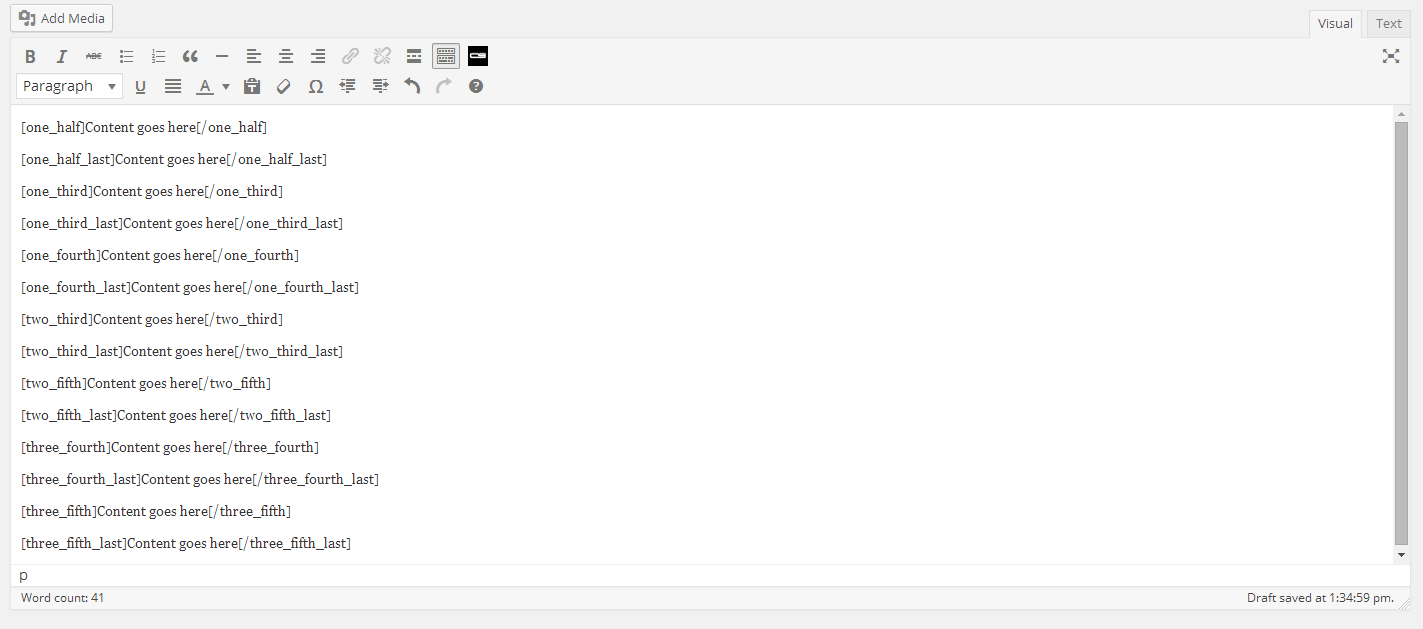 Add Media
Visual Text
B I ABC
Paragraph U A Ω
[one_half]Content goes here[/one_half]
[one_half_last]Content goes here[/one_half_last]
[one_third]Content goes here[/one_third]
[one_third_last]Content goes here[/one_third_last]
[one_fourth]Content goes here[/one_fourth]
[one_fourth_last]Content goes here[/one_fourth_last]
[two_third]Content goes here[/two_third]
[two_third_last]Content goes here[/two_third_last]
[two_fifth]Content goes here[/two_fifth]
[two_fifth_last]Content goes here[/two_fifth_last]
[three_fourth]Content goes here[/three_fourth]
[three_fourth_last]Content goes here[/three_fourth_last]
[three_fifth]Content goes here[/three_fifth]
[three_fifth_last]Content goes here[/three_fifth_last]
p
Word count: 41 Draft saved at 1:34:59 pm.